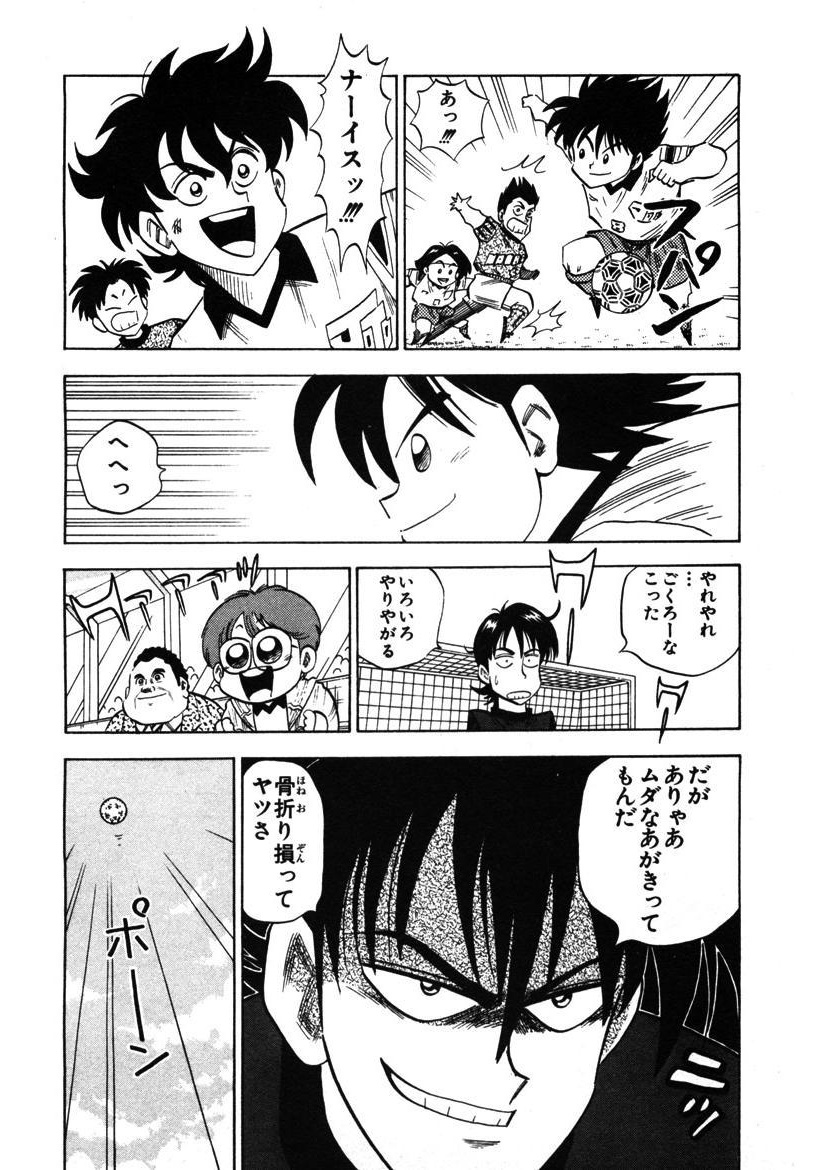 あっ!!!
スパン
ナーイスッ!!!
へへっ
やれやれ
…
ごくろーな
こった
いろいろ
やりやがる
だが
ありゃあ
ムダなあがきって
もんだ
骨折り損って
ヤツさ
ニッ
ポーン